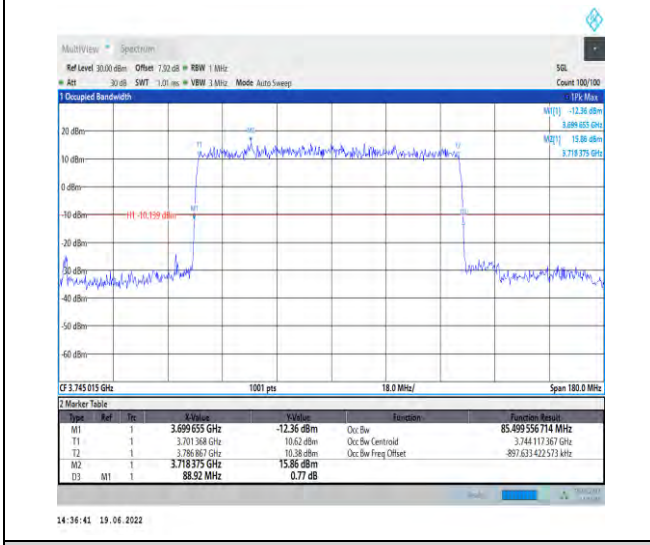 MultiView Spectrum
Ref Level 30.00 dBm Offset 7.92 dB RBW 1 MHz SGL
Att 30 dB SWT 1.01 ms VBW 3 MHz Mode Auto Sweep Count 100/100
1 Occupied Bandwidth 1Pk Max
M1[1] -12.36 dBm
3.699 655 GHz
M2[1] 15.86 dBm
3.718 375 GHz
20 dBm
10 dBm
0 dBm
-10 dBm
H1 -10.139 dBm
-20 dBm
-30 dBm
-40 dBm
-50 dBm
-60 dBm
T1
M2
T2
M1
CF 3.745 015 GHz 1001 pts 18.0 MHz/ Span 180.0 MHz
2 Marker Table
Type Ref Trc X-Value Y-Value Function Function Result
M1 1 3.699 655 GHz -12.36 dBm Occ Bw 85.499 556 714 MHz
T1 1 3.701 368 GHz 10.62 dBm Occ Bw Centroid 3.744 117 367 GHz
T2 1 3.786 867 GHz 10.38 dBm Occ Bw Freq Offset -897.633 422 573 kHz
M2 1 3.718 375 GHz 15.86 dBm
D3 M1 1 88.92 MHz 0.77 dB
14:36:41 19.06.2022